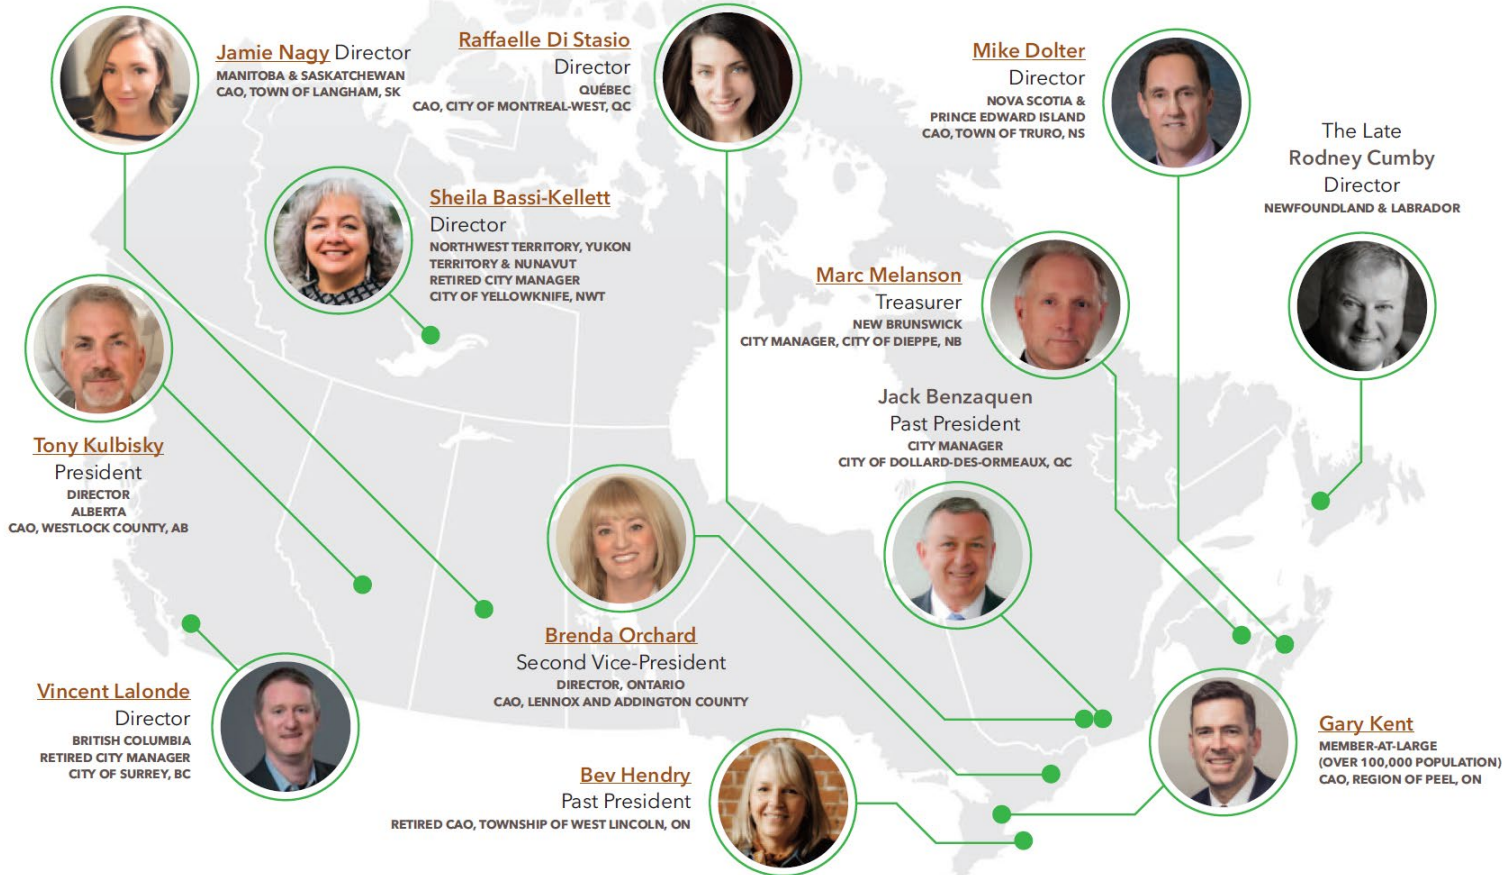 Jamie Nagy Director
MANITOBA & SASKATCHEWAN
CAO, TOWN OF LANGHAM, SK
Raffaelle Di Stasio
Director
QUÉBEC
CAO, CITY OF MONTREAL-WEST, QC
Mike Dolter
Director
NOVA SCOTIA &
PRINCE EDWARD ISLAND
CAO, TOWN OF TRURO, NS
The Late
Rodney Cumby
Director
NEWFOUNDLAND & LABRADOR
Sheila Bassi-Kellett
Director
NORTHWEST TERRITORY, YUKON
TERRITORY & NUNAVUT
RETIRED CITY MANAGER
CITY OF YELLOWKNIFE, NWT
Marc Melanson
Treasurer
NEW BRUNSWICK
CITY MANAGER, CITY OF DIEPPE, NB
Jack Benzaquen
Past President
CITY MANAGER
CITY OF DOLLARD-DES-ORMEAUX, QC
Tony Kulbisky
President
DIRECTOR
ALBERTA
CAO, WESTLOCK COUNTY, AB
Brenda Orchard
Second Vice-President
DIRECTOR, ONTARIO
CAO, LENNOX AND ADDINGTON COUNTY
Vincent Lalonde
Director
BRITISH COLUMBIA
RETIRED CITY MANAGER
CITY OF SURREY, BC
Bev Hendry
Past President
RETIRED CAO, TOWNSHIP OF WEST LINCOLN, ON
Gary Kent
MEMBER-AT-LARGE
(OVER 100,000 POPULATION)
CAO, REGION OF PEEL, ON